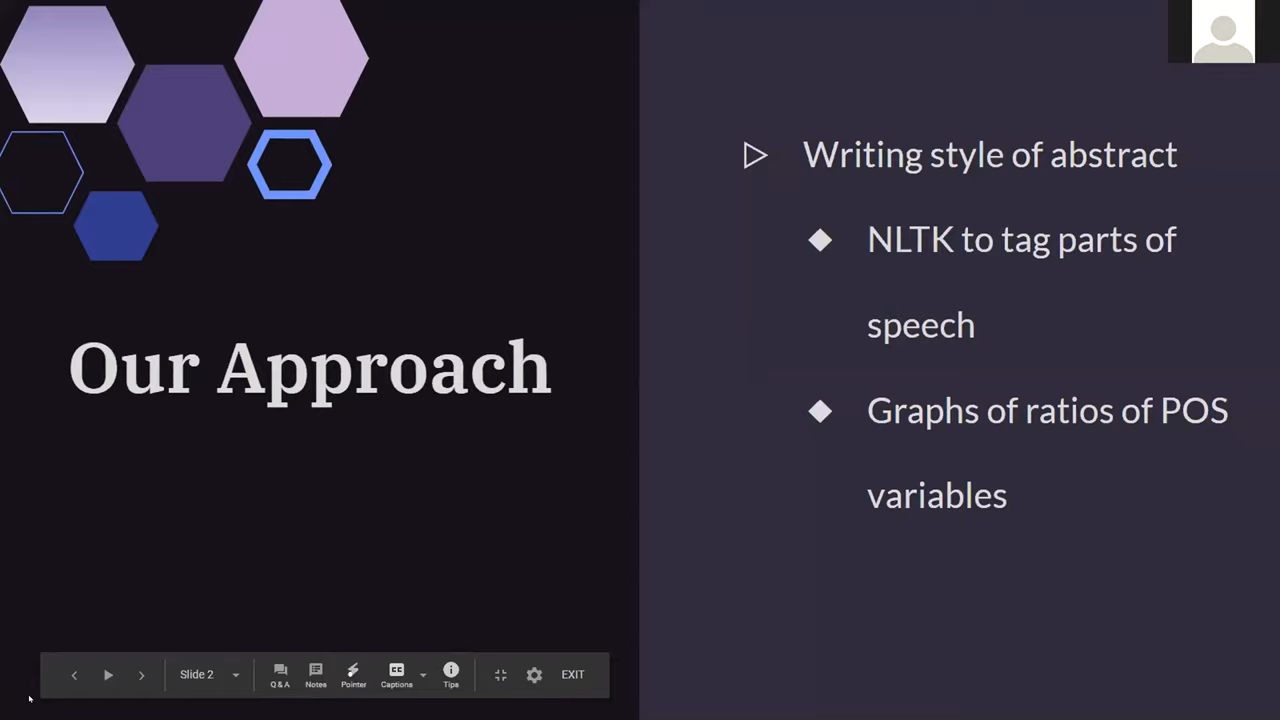 Our Approach
Writing style of abstract
NLTK to tag parts of
speech
Graphs of ratios of POS
variables
Slide 2
Q & A
Notes
Pointer
CC
Captions
Tips
EXIT